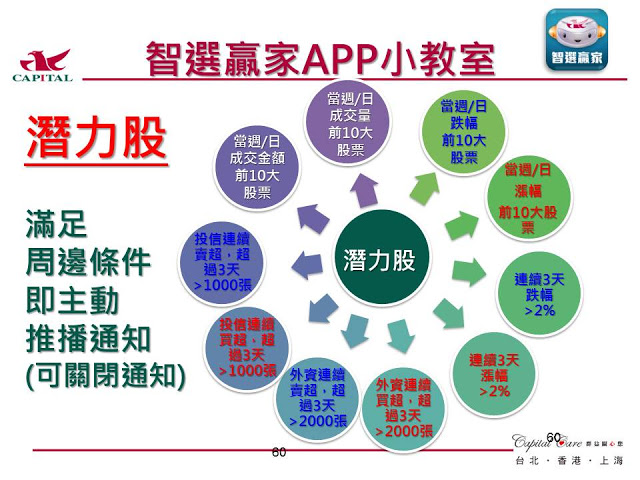 CAPITAL
智選贏家APP小教室
智選贏家
潛力股
滿足
周邊條件
即主動
推播通知
(可關閉通知)
潛力股
當週/日
成交量
前10大
股票
當週/日
跌幅
前10大
股票
當週/日
漲幅
前10大股
票
連續3天
跌幅
>2%
連續3天
漲幅
>2%
外資連續
買超，超
過3天
>2000張
外資連續
賣超，超
過3天
>2000張
投信連續
買超，超
過3天
>1000張
投信連續
賣超，超
過3天
>1000張
當週/日
成交金額
前10大
股票
60
60
Capital Care 群益關心您
台北·香港·上海